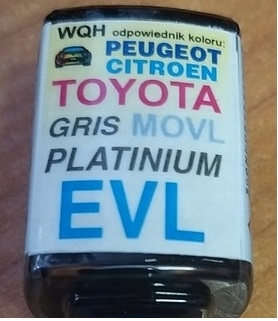 WQH odpowiednik koloru:
PEUGEOT
CITROEN
TOYOTA
GRIS MOVL
PLATINIUM
EVL